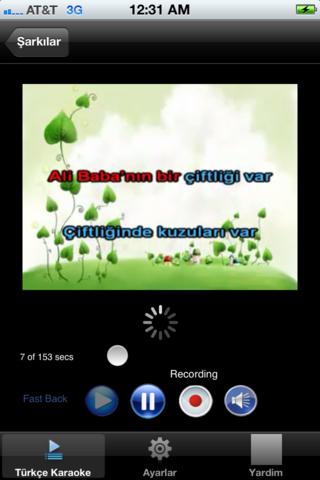 AT&T 3G 12:31 AM
Şarkılar
Ali Baba'nın bir çiftliği var
Çiftliğinde kuzuları var
7 of 153 secs
Recording
Fast Back
Türkçe Karaoke Ayarlar Yardim